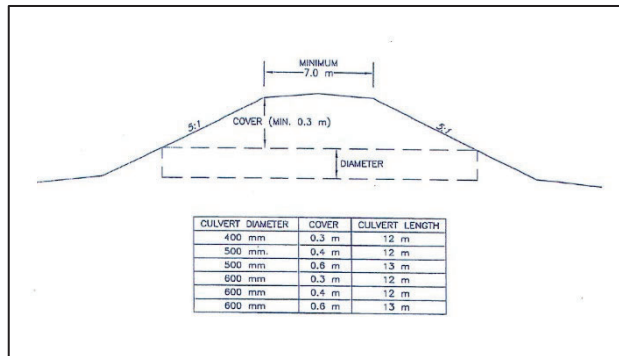 MINIMUM
7.0 m
5:1
COVER (MIN. 0.3 m)
5:1
DIAMETER
CULVERT DIAMETER COVER CULVERT LENGTH
400 mm 0.3 m 12 m
500 mm. 0.4 m 12 m
500 mm 0.6 m 13 m
600 mm 0.3 m 12 m
600 mm 0.4 m 12 m
600 mm 0.6 m 13 m